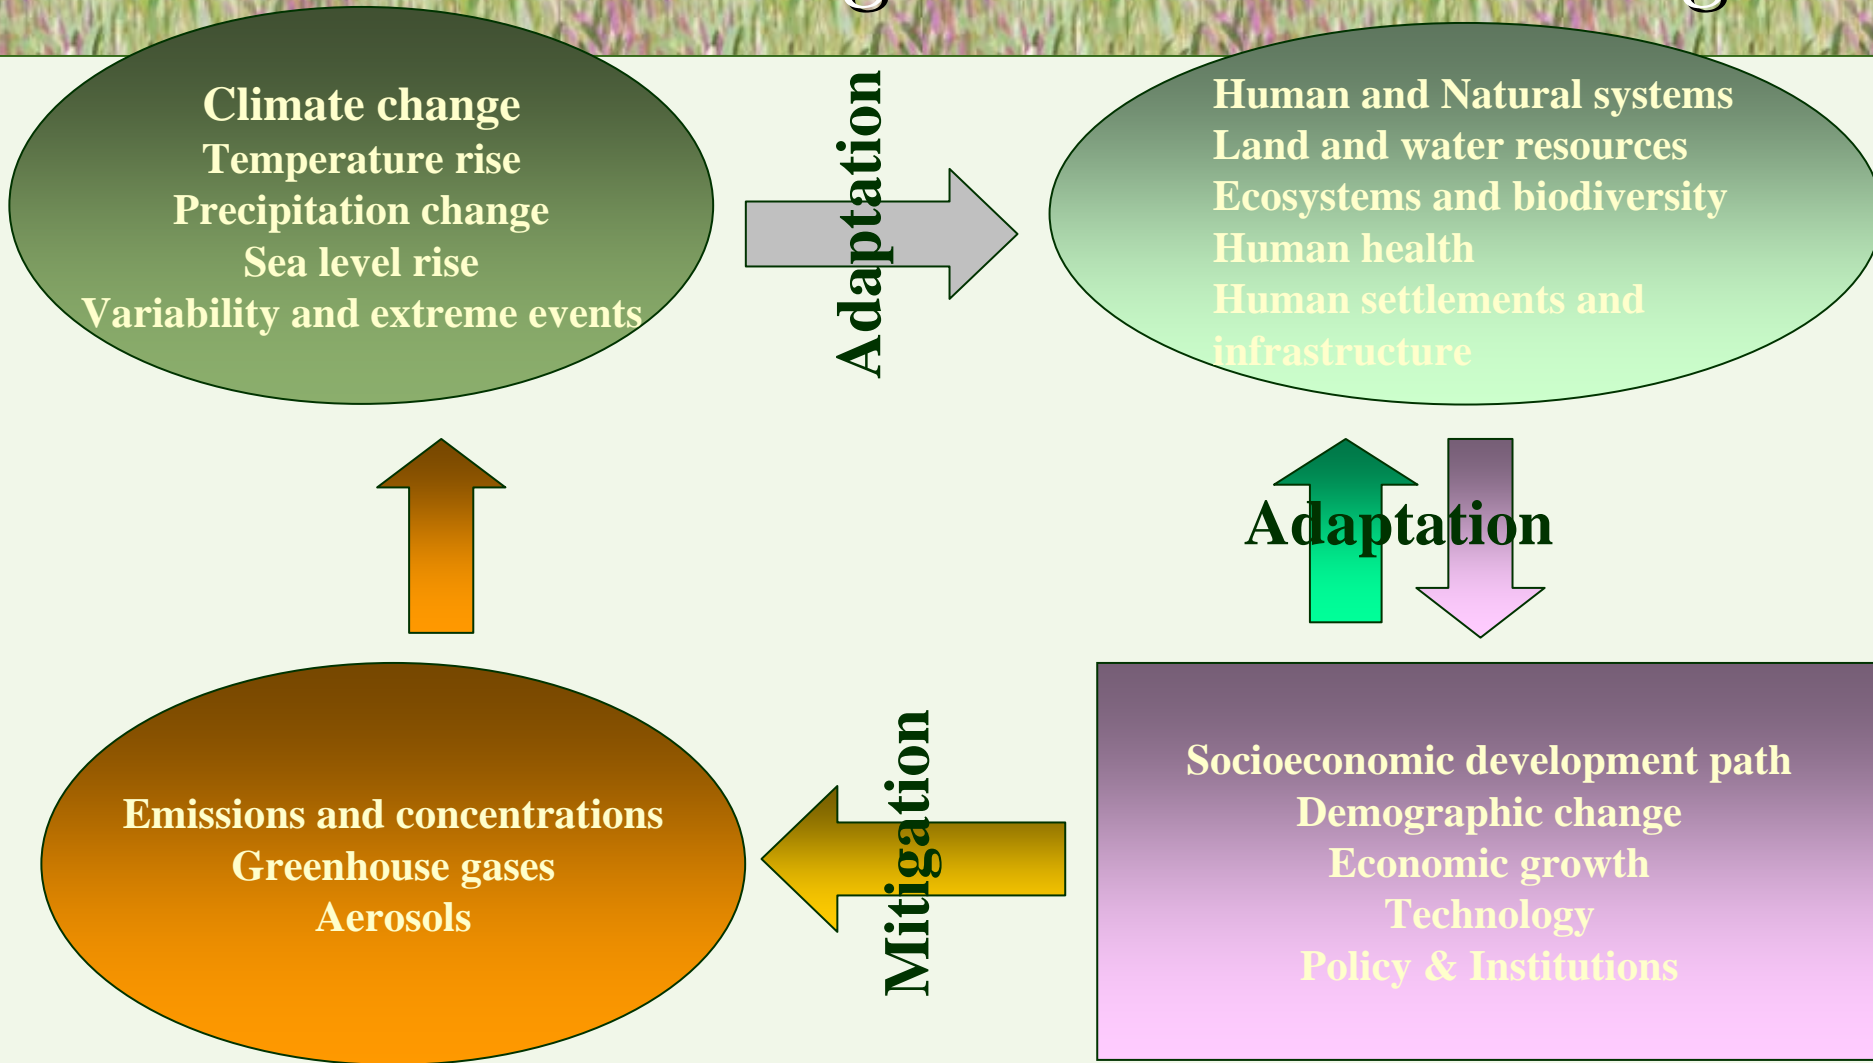 Climate change
Temperature rise
Precipitation change
Sea level rise
Variability and extreme events
Adaptation
Human and Natural systems
Land and water resources
Ecosystems and biodiversity
Human health
Human settlements and
infrastructure
Adaptation
Emissions and concentrations
Greenhouse gases
Aerosols
Mitigation
Socioeconomic development path
Demographic change
Economic growth
Technology
Policy & Institutions